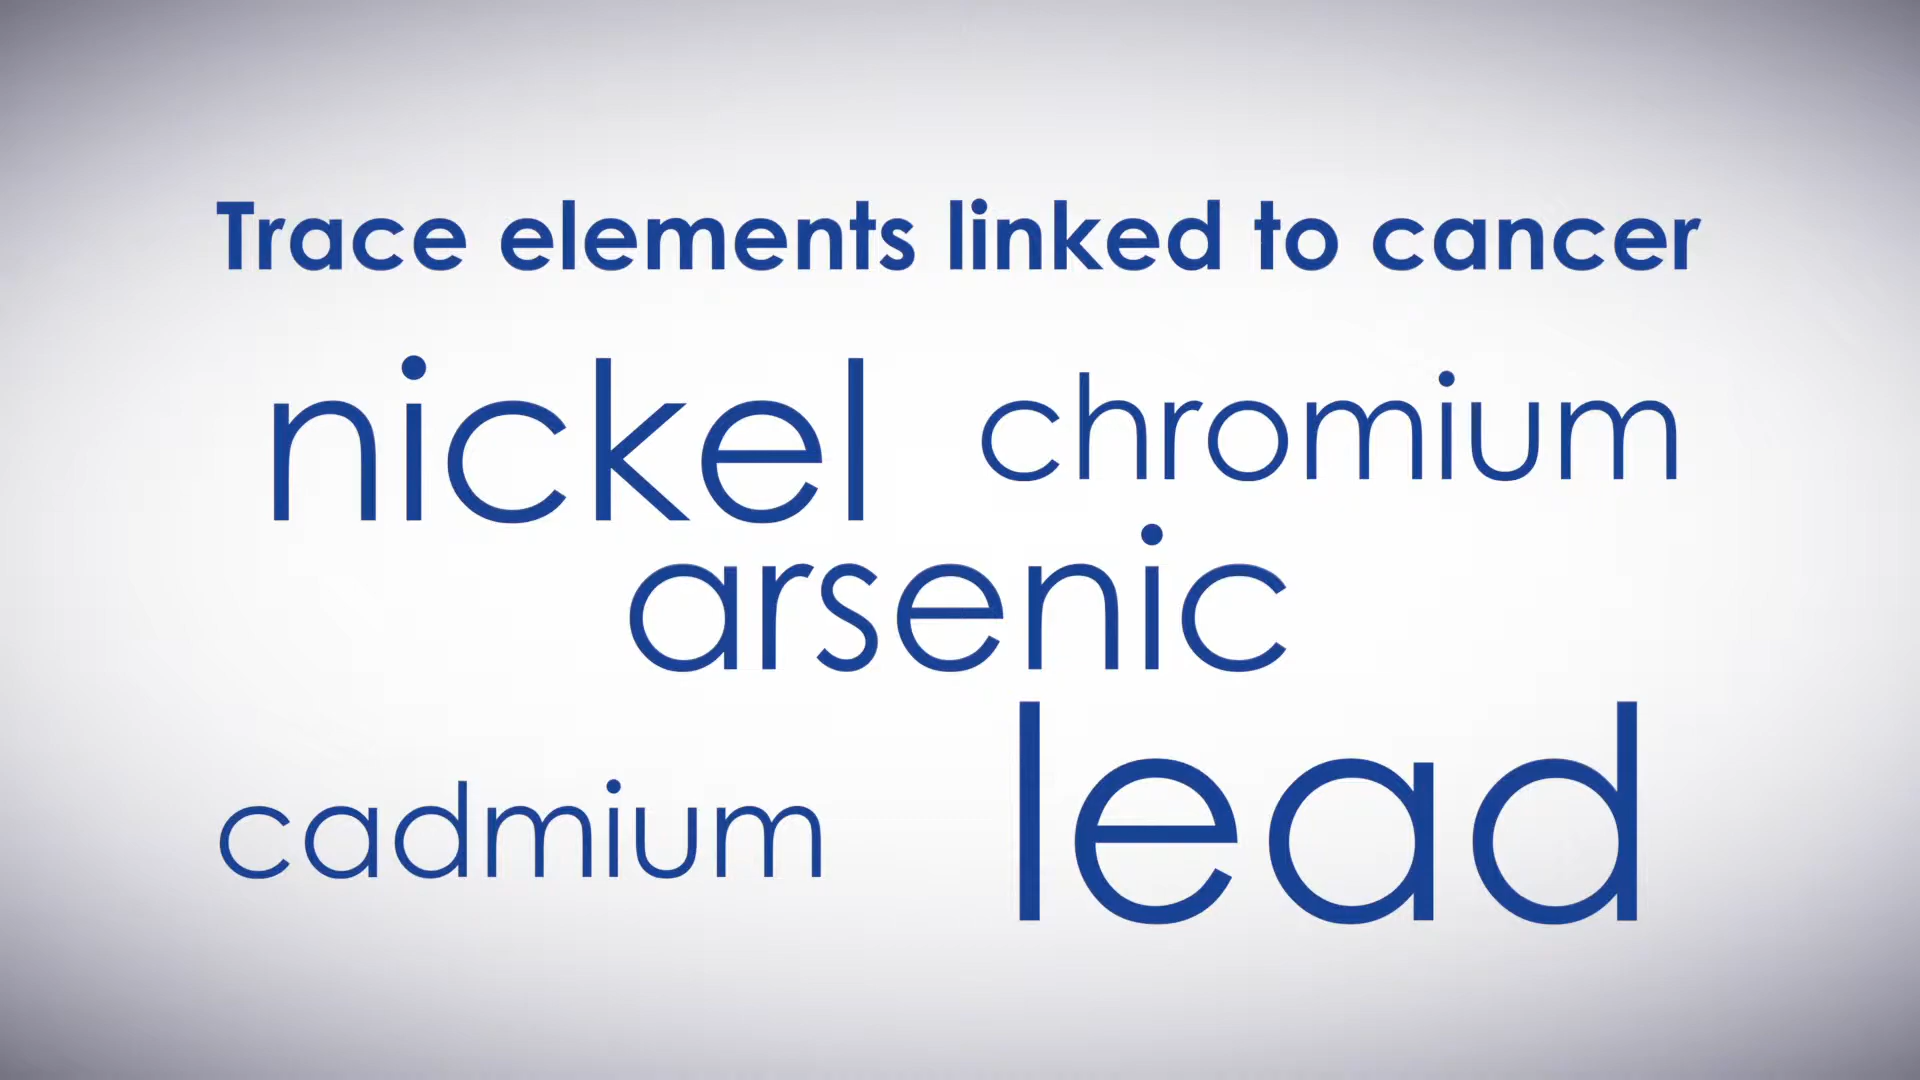 Trace elements linked to cancer
nickel
chromium
arsenic
cadmium
lead